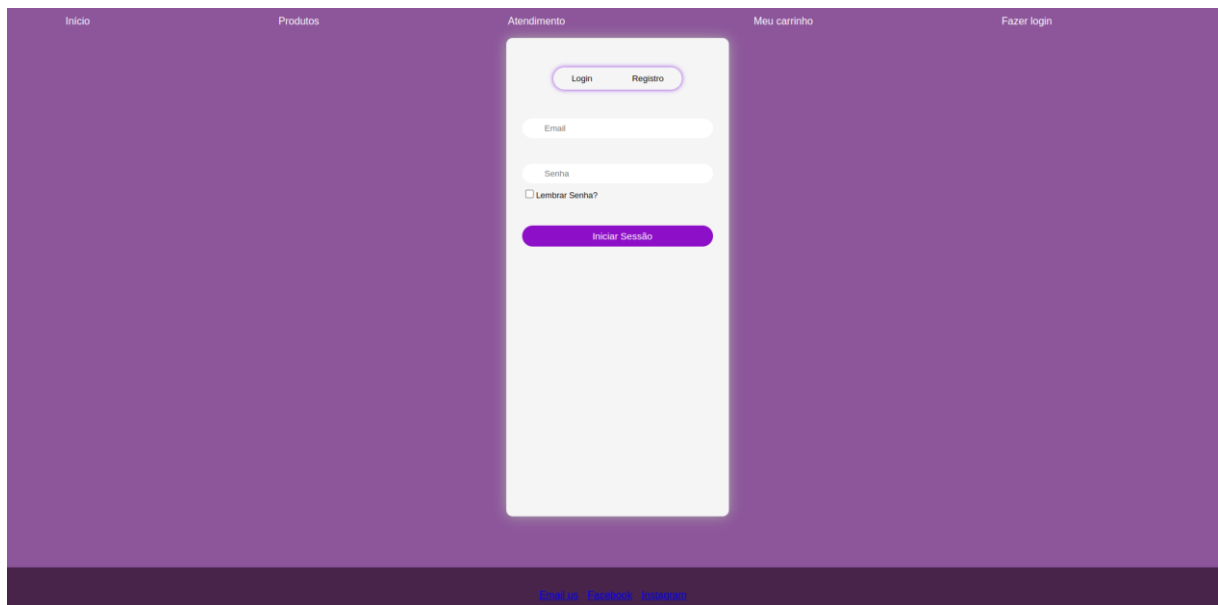 Início Produtos Atendimento Meu carrinho Fazer login
Login Registro
Email
Senha
Lembrar Senha?
Iniciar Sessão
Email us Facebook Instagram